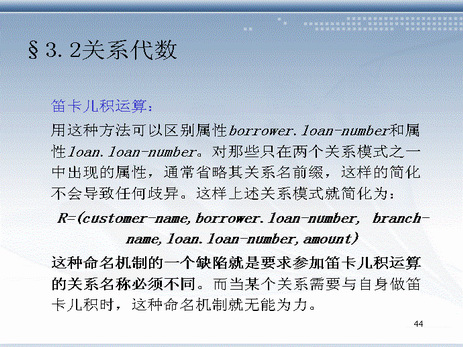 §3.2关系代数
笛卡儿积运算：
用这种方法可以区别属性borrower.loan-number和属
性loan.loan-number。对那些只在两个关系模式之一
中出现的属性，通常省略其关系名前缀，这样的简化
不会导致任何歧异。这样上述关系模式就简化为：
R=(customer-name,borrower.loan-number, branch-
name,loan.loan-number,amount)
这种命名机制的一个缺陷就是要求参加笛卡儿积运算
的关系名称必须不同。而当某个关系需要与自身做笛
卡儿积时，这种命名机制就无能为力。
44